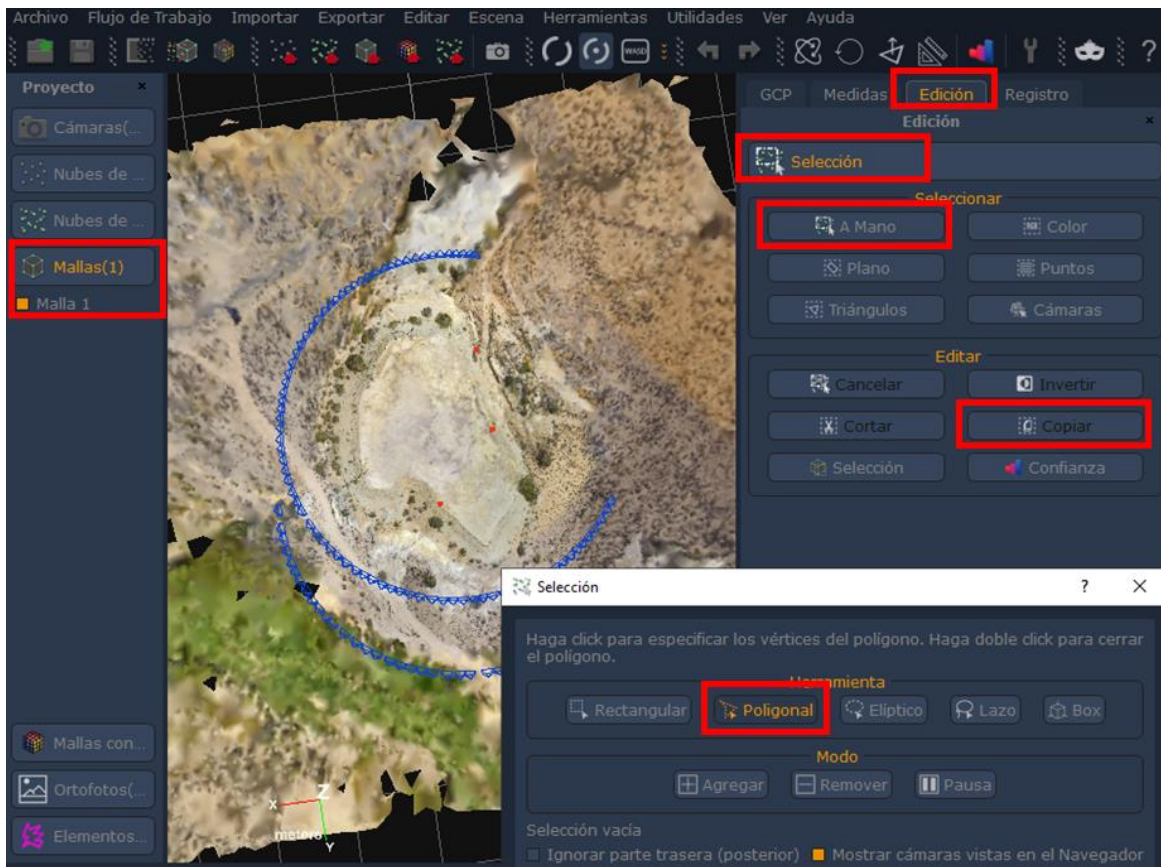 Archivo Flujo de Trabajo Importar Exportar Editar Escena Herramientas Utilidades Ver Ayuda
WASD
?
Proyecto ×
Cámaras(...
Nubes de ...
Nubes de ...
Mallas(1)
Malla 1
Mallas con...
Ortofotos(...
Elementos...
X Z
metros
Y
GCP Medidas Edición Registro
Edición ×
Selección
Seleccionar
A Mano Color
Plano Puntos
Triángulos Cámaras
Editar
Cancelar Invertir
Cortar Copiar
Selección Confianza
Selección ? ×
Haga click para especificar los vértices del polígono. Haga doble click para cerrar
el polígono.
Herramienta
Rectangular Poligonal Elíptico Lazo Box
Modo
Agregar Remover Pausa
Selección vacía
Ignorar parte trasera (posterior) Mostrar cámaras vistas en el Navegador